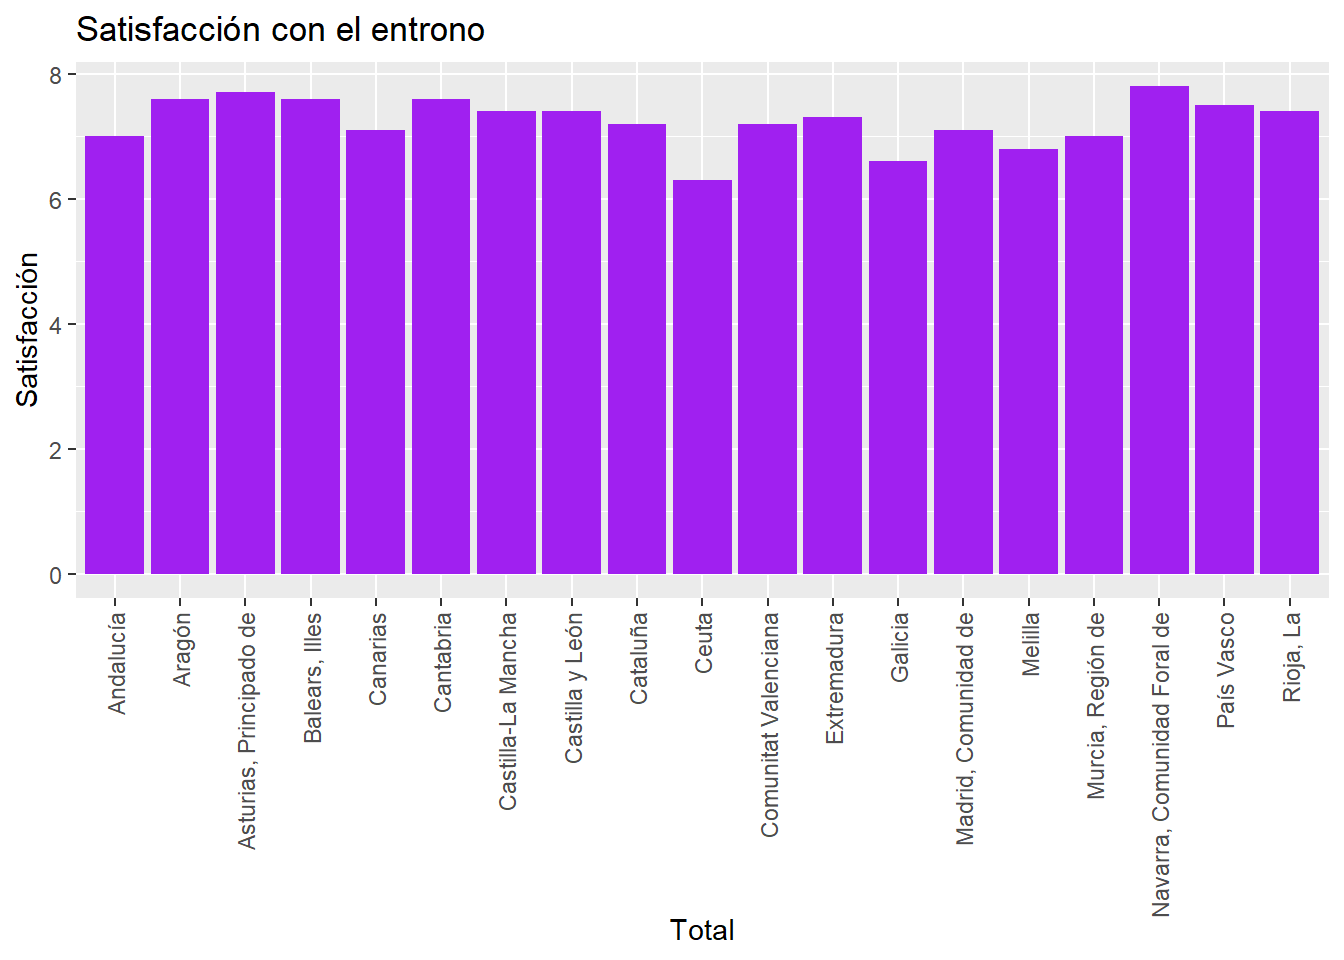 Satisfacción con el entrono
Satisfacción
8
6
4
2
0
Andalucía
Aragón
Asturias, Principado de
Balears, Illes
Canarias
Cantabria
Castilla-La Mancha
Castilla y León
Cataluña
Ceuta
Comunitat Valenciana
Extremadura
Galicia
Madrid, Comunidad de
Melilla
Murcia, Región de
Navarra, Comunidad Foral de
País Vasco
Rioja, La
Total